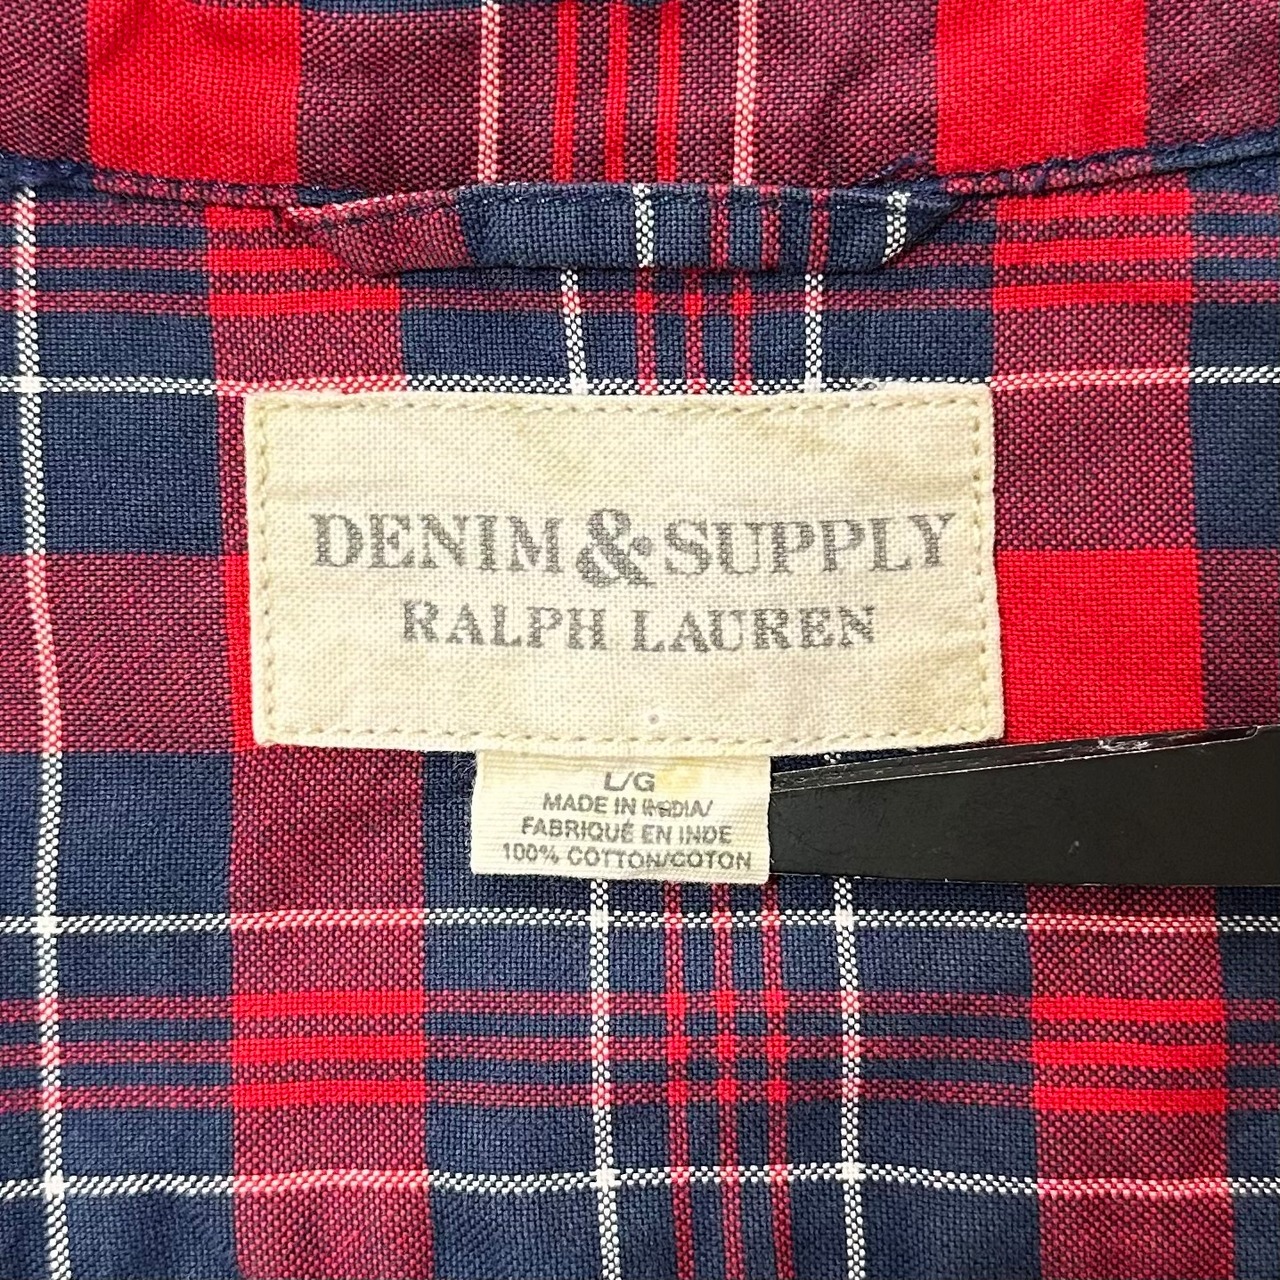 DENIM & SUPPLY
RALPH LAUREN
L/G
MADE IN INDIA/
FABRIQUÉ EN INDE
100% COTTON/COTON